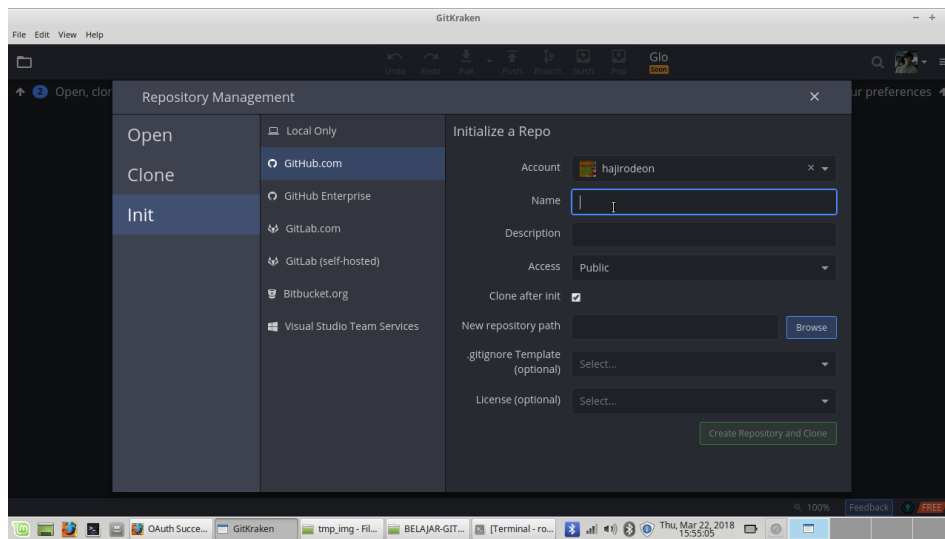 GitKraken
File Edit View Help
Undo Redo Pull Push Branch Stash Pop Glo Soon
2 Open, clor
ur preferences
Repository Management
Open
Clone
Init
Local Only
GitHub.com
GitHub Enterprise
GitLab.com
GitLab (self-hosted)
Bitbucket.org
Visual Studio Team Services
Initialize a Repo
Account hajirodeon
Name
Description
Access Public
Clone after init
New repository path Browse
.gitignore Template (optional) Select...
License (optional) Select...
Create Repository and Clone
100% Feedback FREE
OAuth Succe... GitKraken tmp_img - Fil... BELAJAR-GIT... [Terminal - ro... Thu, Mar 22, 2018
15:55:05